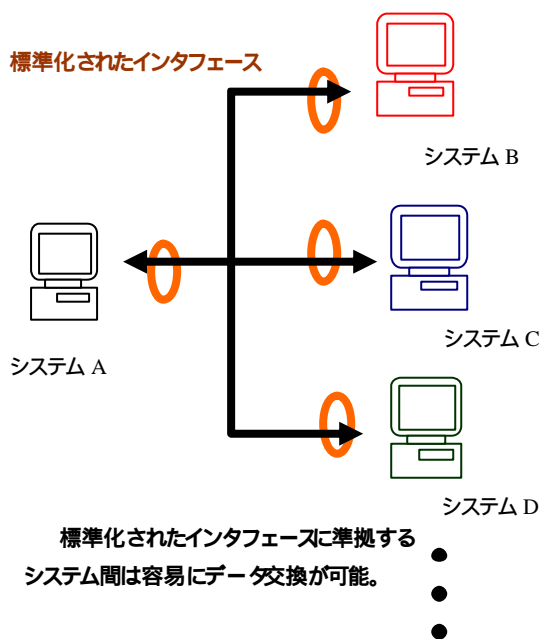 標準化されたインタフェース
システム B
システム C
システム A
システム D
標準化されたインタフェースに準拠する
システム間は容易にデータ交換が可能。